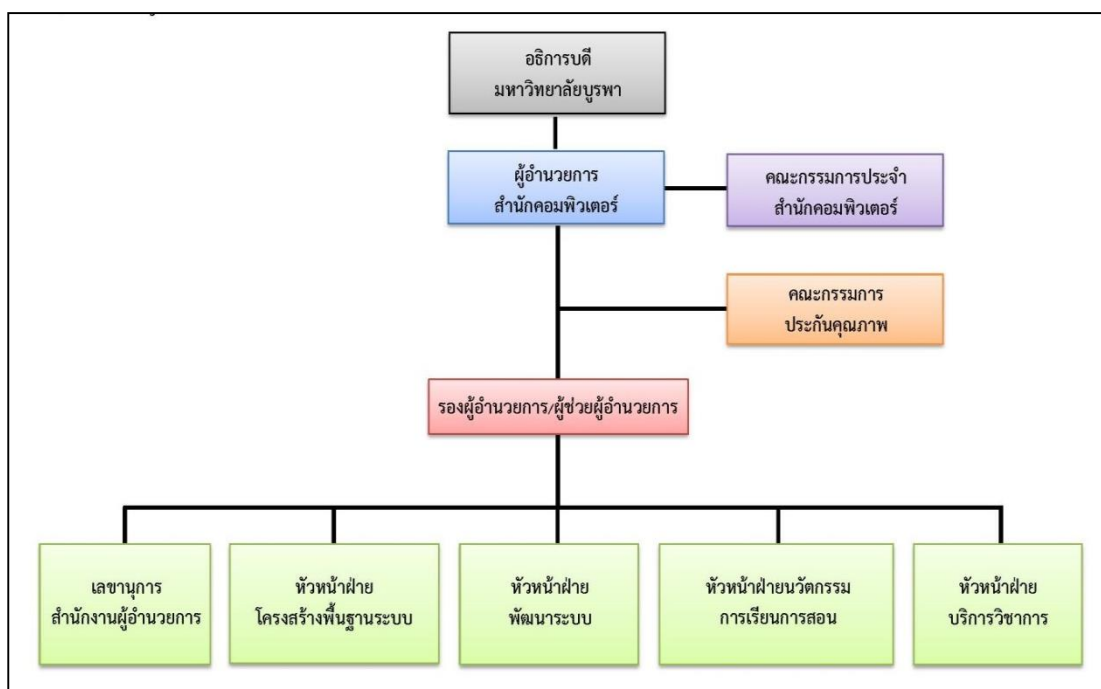 อธิการบดี
มหาวิทยาลัยบูรพา
ผู้อำนวยการ
สำนักคอมพิวเตอร์
คณะกรรมการประจำ
สำนักคอมพิวเตอร์
คณะกรรมการ
ประกันคุณภาพ
รองผู้อำนวยการ/ผู้ช่วยผู้อำนวยการ
เลขานุการ
สำนักงานผู้อำนวยการ
หัวหน้าฝ่าย
โครงสร้างพื้นฐานระบบ
หัวหน้าฝ่าย
พัฒนาระบบ
หัวหน้าฝ่ายนวัตกรรม
การเรียนการสอน
หัวหน้าฝ่าย
บริการวิชาการ